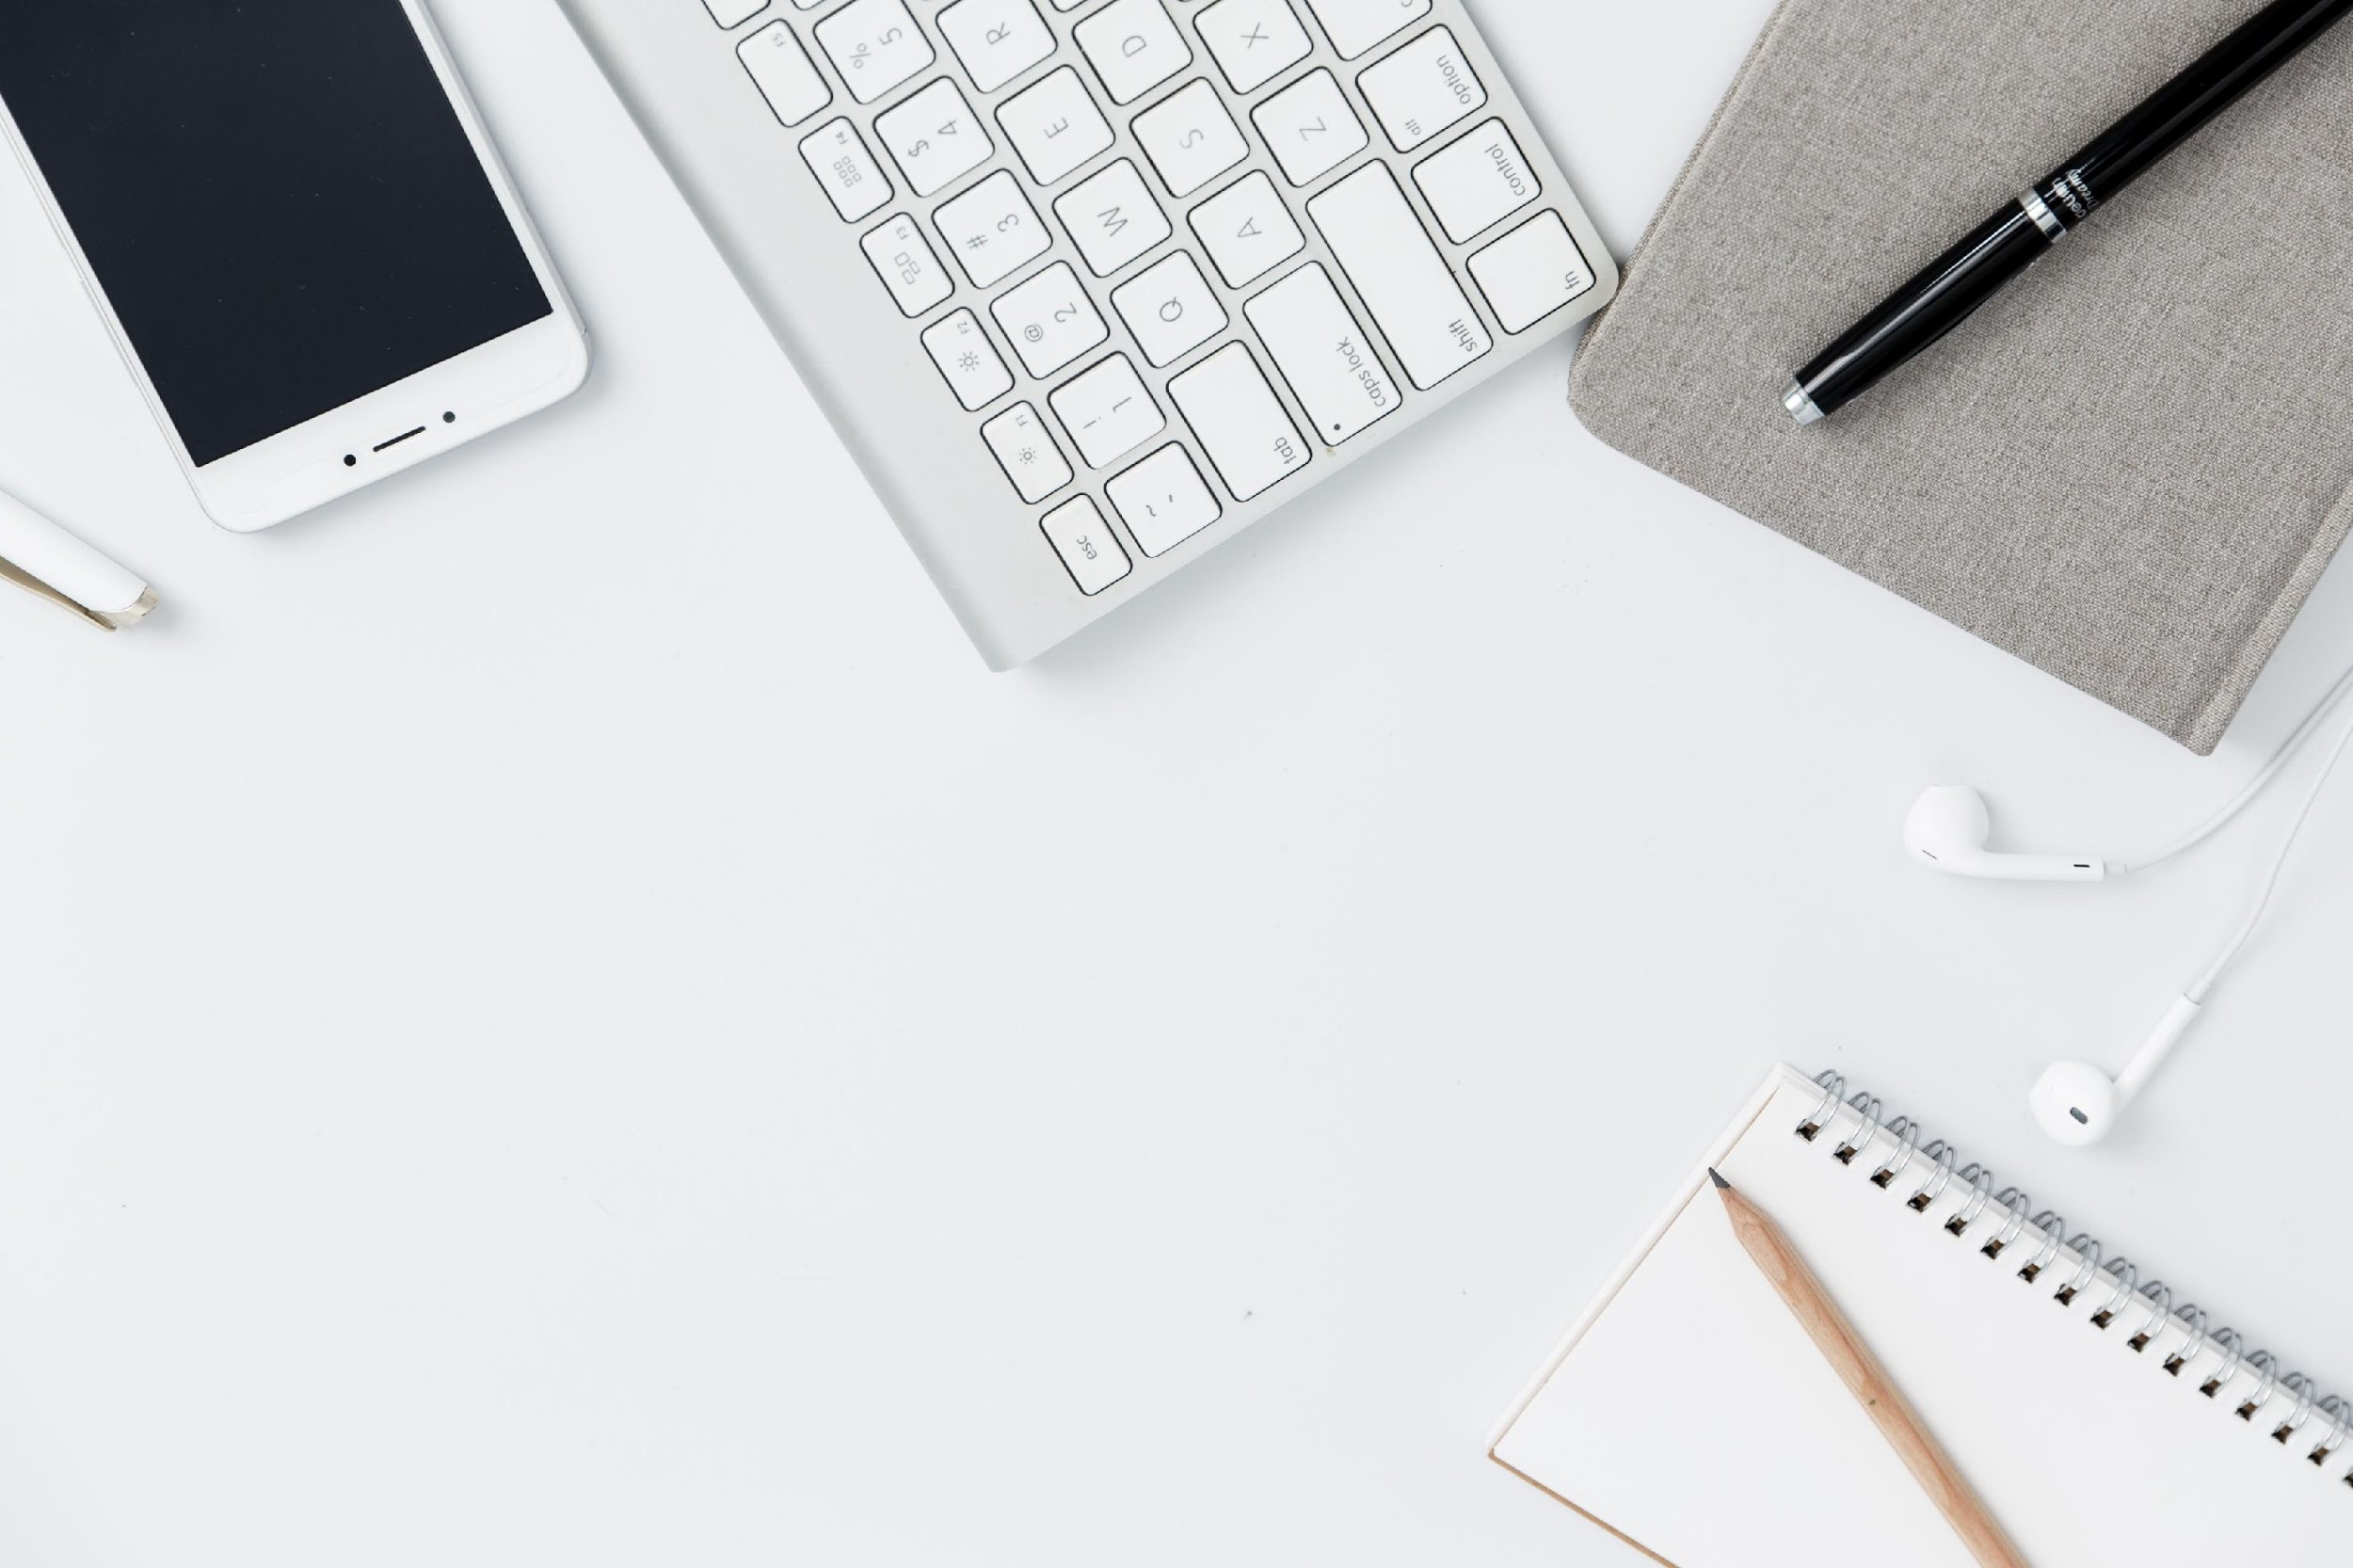 esc F1 F2 F3 F4 F5
~ ! @ # $ %
` 1 2 3 4 5
tab Q W E R
caps lock A S D
shift Z X
alt
fn control option